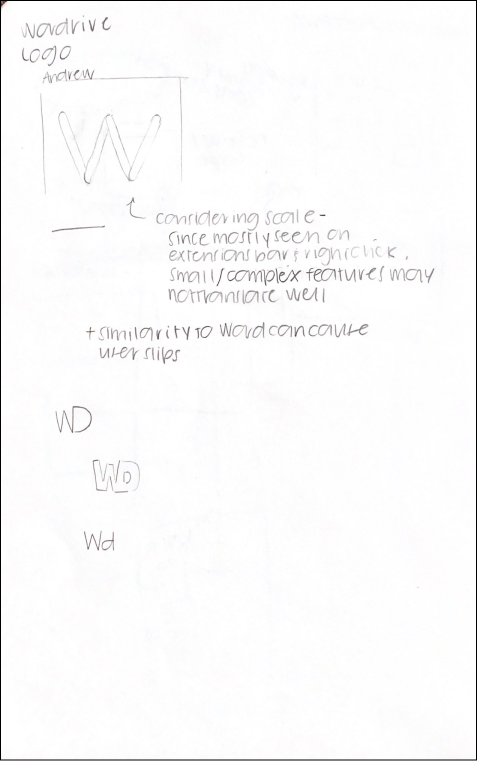 Wordrive
Logo
Andrew
W
considering scale -
since mostly seen on
extensions bar & right click.
small/complex features may
not translate well
+ similarity to Word can cause
user slips
WD
WD
Wd